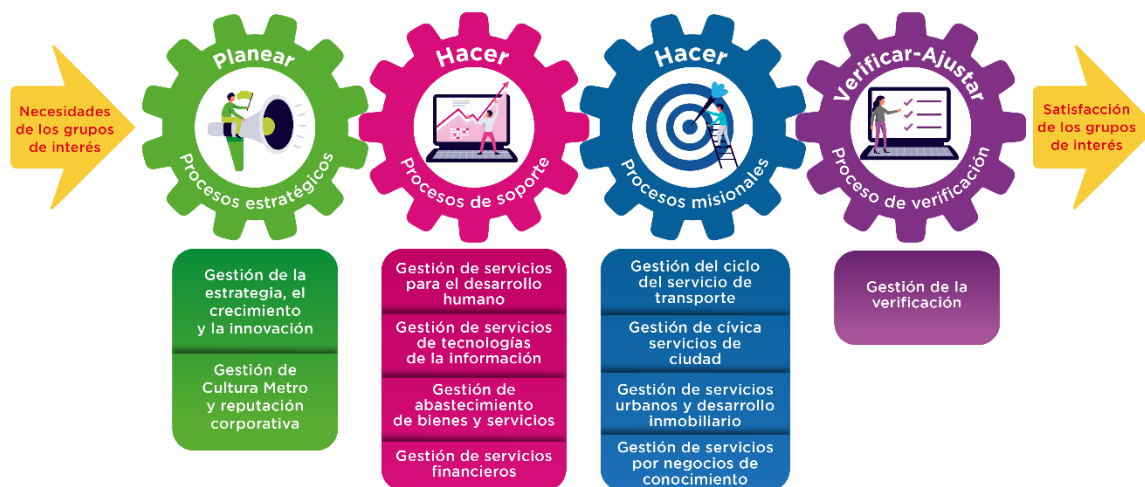 Necesidades
de los grupos
de interés
Planear
Procesos estratégicos
Hacer
Procesos de soporte
Hacer
Procesos misionales
Verificar-Ajustar
Proceso de verificación
Satisfacción
de los grupos
de interés
Gestión de la
estrategia, el
crecimiento
y la innovación
Gestión de
Cultura Metro
y reputación
corporativa
Gestión de servicios
para el desarrollo
humano
Gestión de servicios
de tecnologías
de la información
Gestión de
abastecimiento
de bienes y servicios
Gestión de servicios
financieros
Gestión del ciclo
del servicio de
transporte
Gestión de cívica
servicios de
ciudad
Gestión de servicios
urbanos y desarrollo
inmobiliario
Gestión de servicios
por negocios de
conocimiento
Gestión de la
verificación